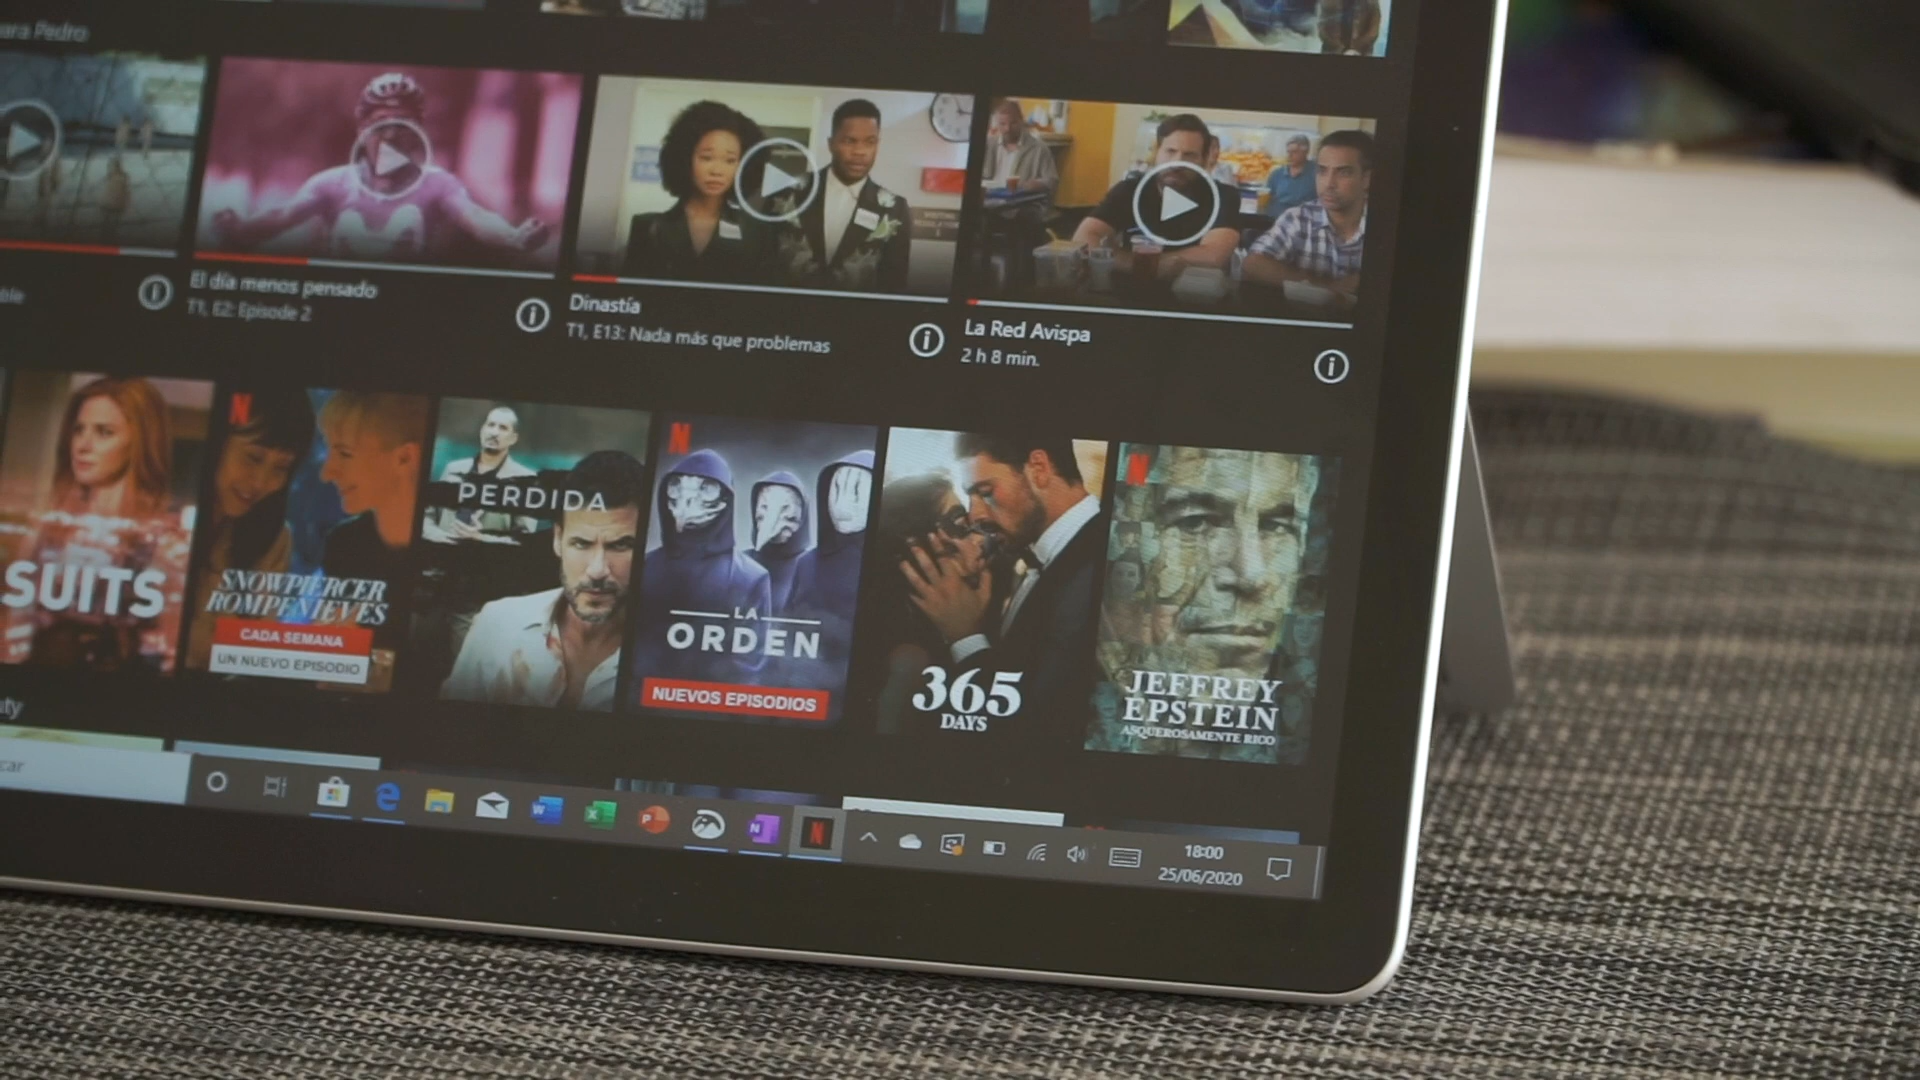 para Pedro
El día menos pensado
T1, E2: Episode 2
Dinastía
T1, E13: Nada más que problemas
La Red Avispa
2 h 8 min.
SUITS
N
SNOWPIERCER
ROMPENIEVES
CADA SEMANA
UN NUEVO EPISODIO
PERDIDA
N
LA
ORDEN
NUEVOS EPISODIOS
365
DAYS
N
JEFFREY
EPSTEIN
ASQUEROSAMENTE RICO
W
X
P
N
N
18:00
25/06/2020